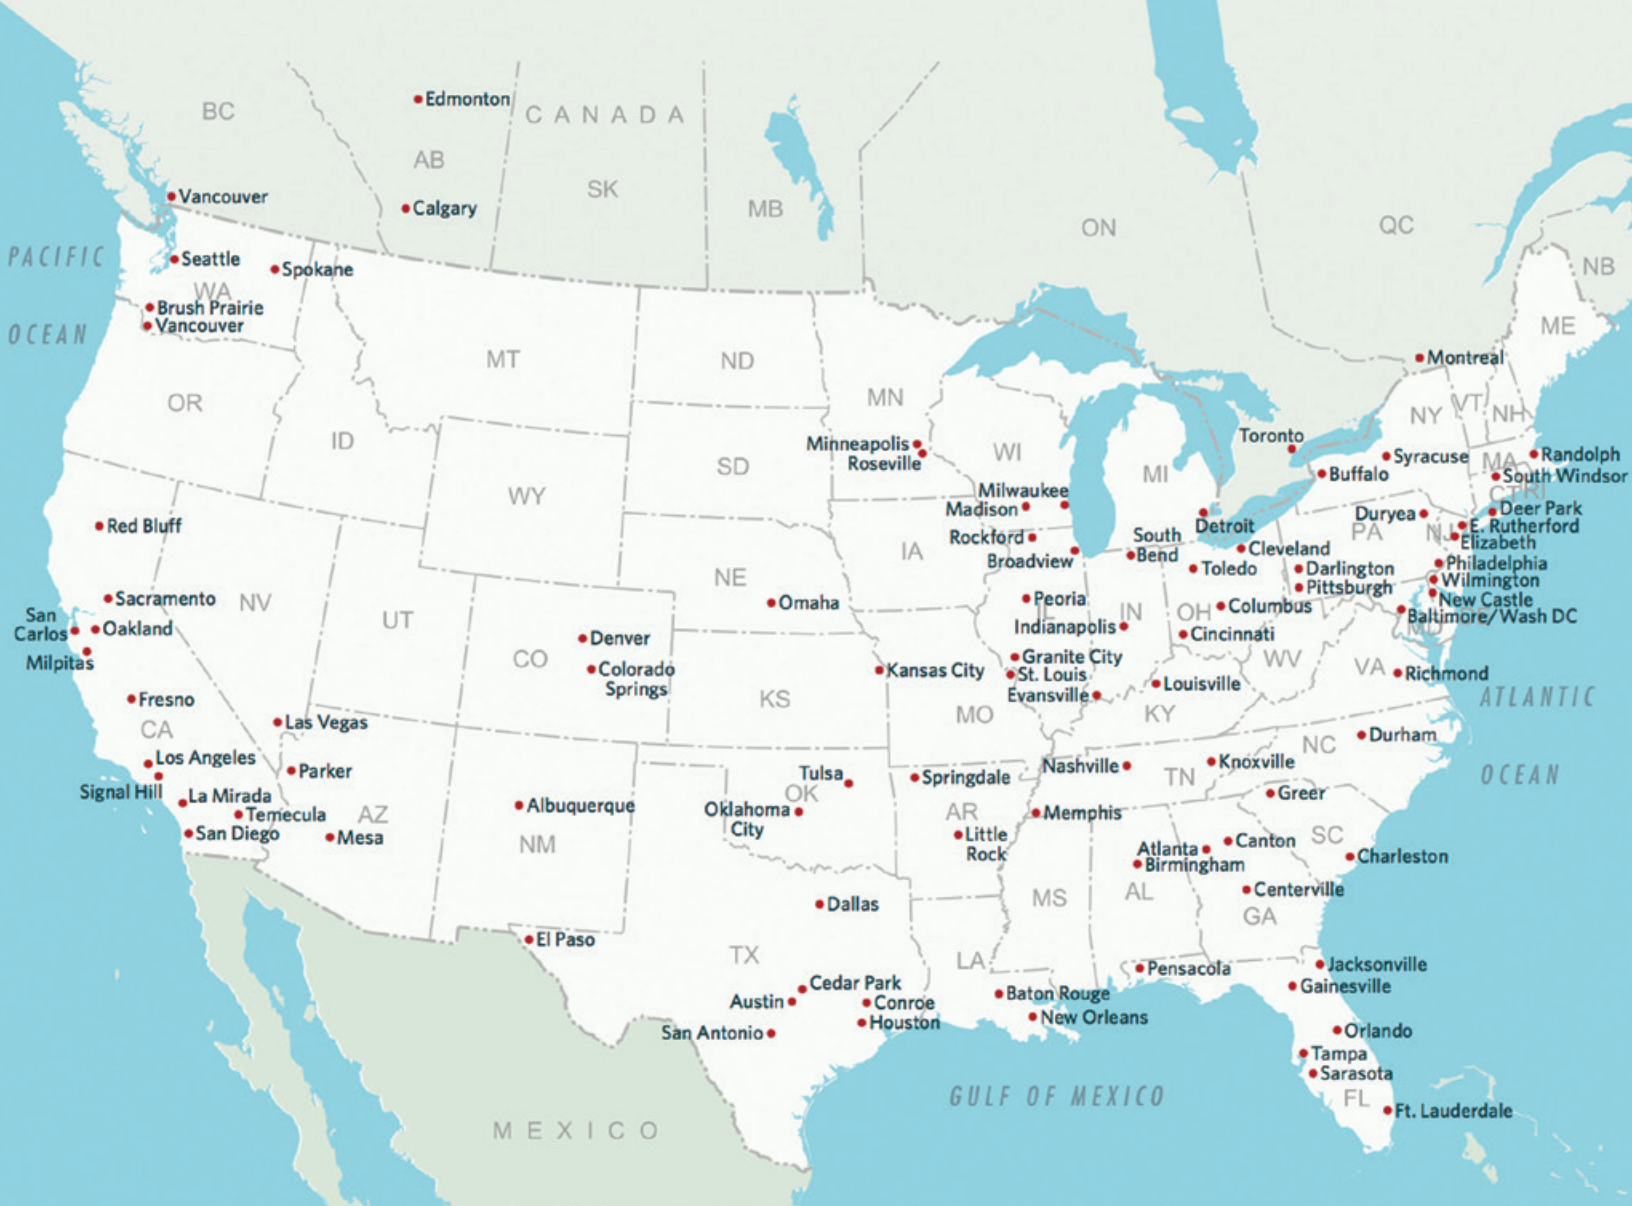 Edmonton
BC
CANADA
AB
SK
Vancouver
Calgary
MB
ON
QC
PACIFIC
Seattle
Spokane
NB
WA
Brush Prairie
Vancouver
OCEAN
ME
MT
ND
Montreal
OR
MN
NY
VT
NH
ID
Toronto
Minneapolis
WI
Roseville
SD
MI
Buffalo
Syracuse
MA
Randolph
South Windsor
CT
RI
WY
Milwaukee
Madison
Red Bluff
Detroit
Duryea
Deer Park
E. Rutherford
PA
NJ
Elizabeth
Rockford
South
Bend
IA
Broadview
Cleveland
Toledo
Darlington
Philadelphia
Pittsburgh
Wilmington
NE
Sacramento
NV
Omaha
Peoria
IL
IN
OH
Columbus
New Castle
Baltimore/Wash DC
MD
DE
San
Carlos
Oakland
UT
Denver
Indianapolis
Cincinnati
Milpitas
CO
Colorado
Springs
Kansas City
Granite City
St. Louis
WV
VA
Richmond
Evansville
Louisville
ATLANTIC
Fresno
KS
MO
KY
CA
Las Vegas
NC
Durham
Los Angeles
Parker
Tulsa
Springdale
Nashville
TN
Knoxville
OCEAN
Signal Hill
La Mirada
OK
Greer
Temecula
AZ
Albuquerque
Oklahoma
City
AR
Memphis
San Diego
Mesa
NM
Little
Rock
SC
Atlanta
Canton
Birmingham
Charleston
MS
AL
Centerville
GA
Dallas
El Paso
TX
LA
Pensacola
Jacksonville
Cedar Park
Gainesville
Austin
Conroe
Baton Rouge
Houston
New Orleans
San Antonio
Orlando
Tampa
Sarasota
GULF OF MEXICO
FL
Ft. Lauderdale
MEXICO